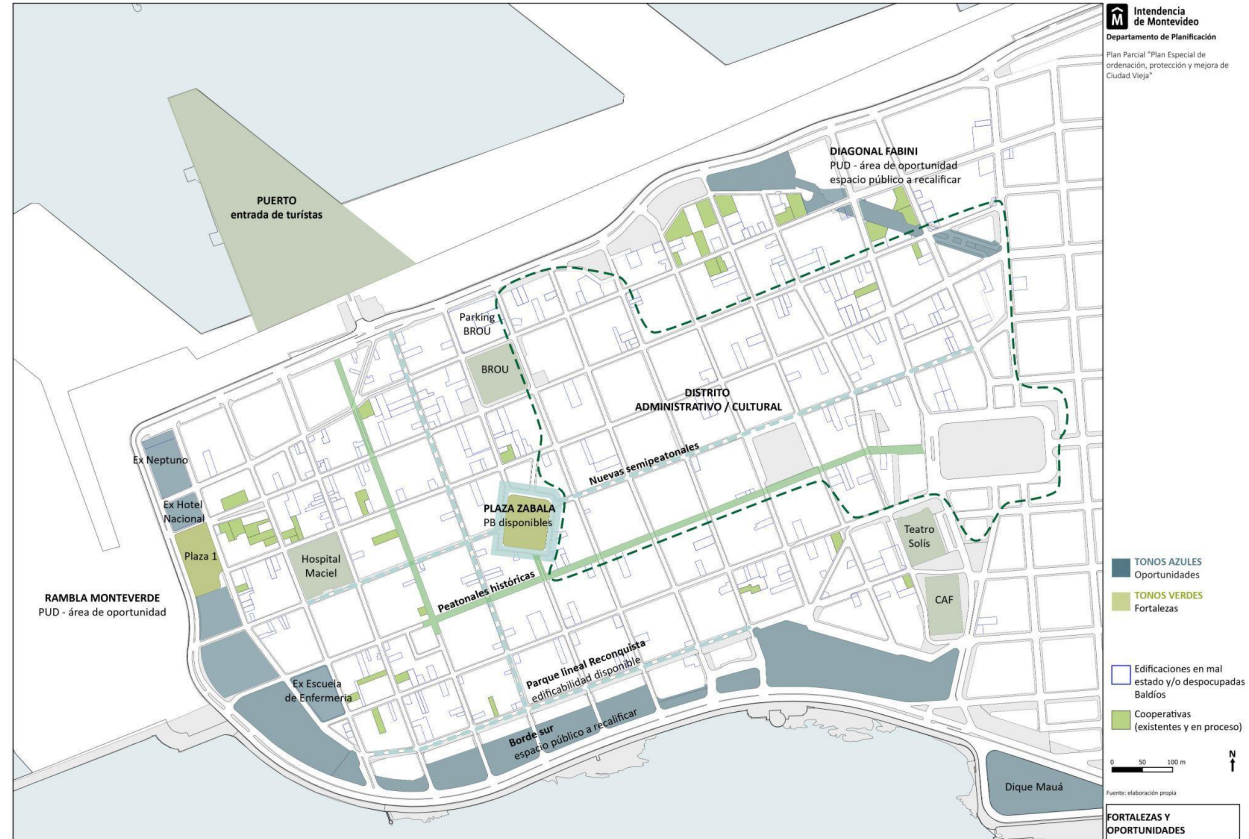 Intendencia
de Montevideo
Departamento de Planificación
Plan Parcial "Plan Especial de
ordenación, protección y mejora de
Ciudad Vieja"
DIAGONAL FABINI
PUD - área de oportunidad
espacio público a recalificar
PUERTO
entrada de turístas
Parking
BROU
BROU
DISTRITO
ADMINISTRATIVO / CULTURAL
Ex Neptuno
Nuevas semipeatonales
Ex Hotel
Nacional
PLAZA ZABALA
PB disponibles
Plaza 1
Hospital
Maciel
Teatro
Solís
Peatonales históricas
CAF
RAMBLA MONTEVERDE
PUD - área de oportunidad
Parque lineal Reconquista
edificabilidad disponible
Ex Escuela
de Enfermería
Borde sur
espacio público a recalificar
Dique Mauá
TONOS AZULES
Oportunidades
TONOS VERDES
Fortalezas
Edificaciones en mal
estado y/o despocupadas
Baldíos
Cooperativas
(existentes y en proceso)
0 50 100 m
N
Fuente: elaboración propia
FORTALEZAS Y
OPORTUNIDADES